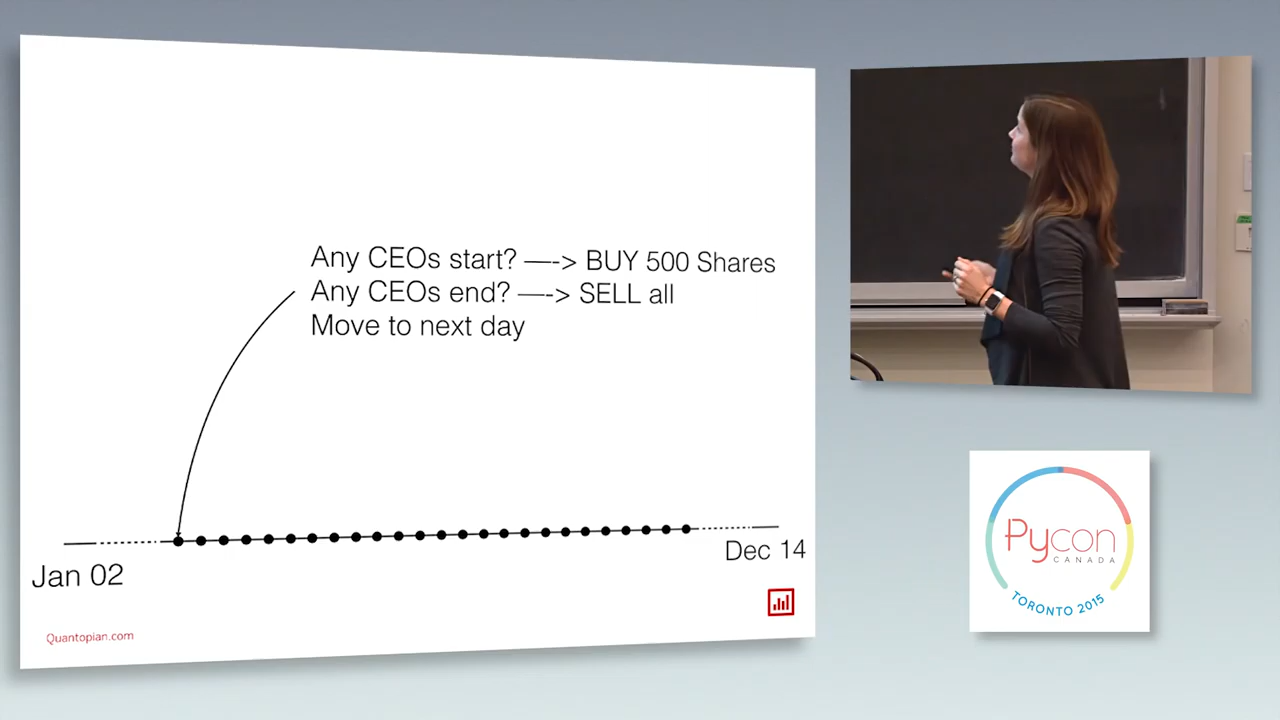 Any CEOs start? —-> BUY 500 Shares
Any CEOs end? —-> SELL all
Move to next day
Jan 02
Dec 14
Quantopian.com
Pycon
CANADA
TORONTO 2015